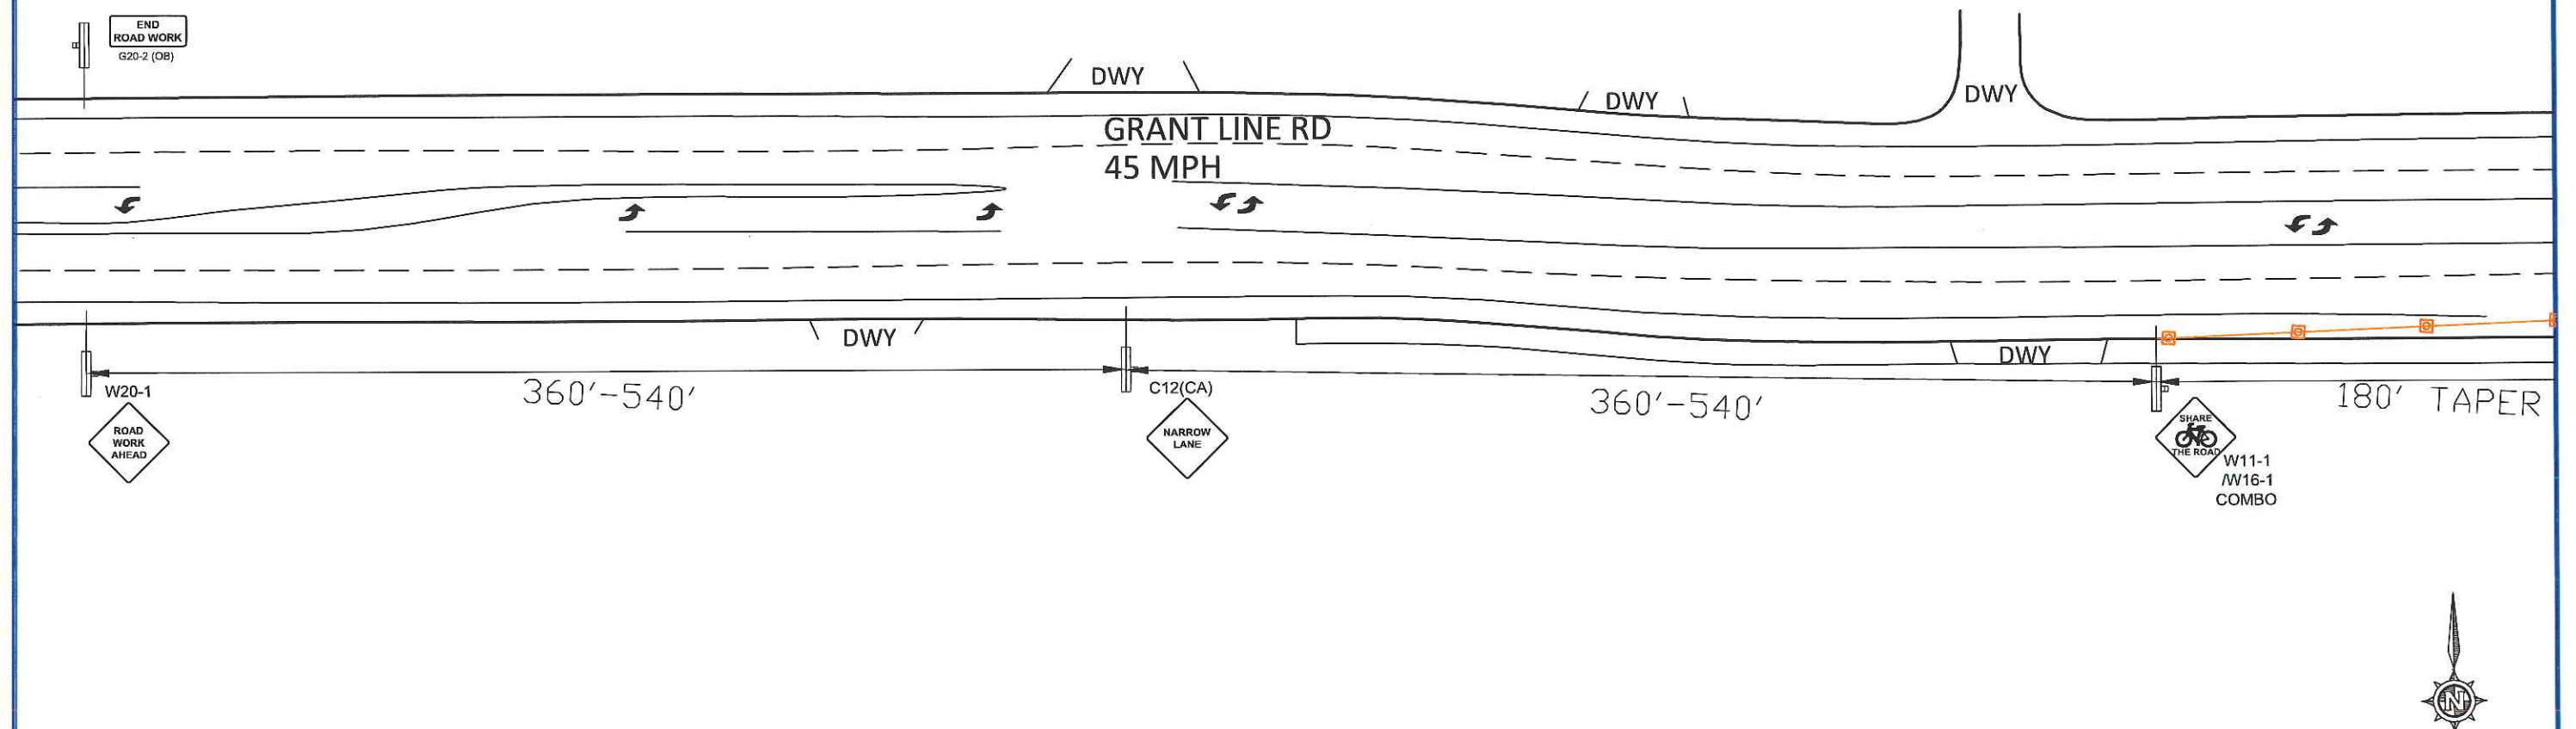 END
ROAD WORK
G20-2 (OB)
DWY
DWY
DWY
GRANT LINE RD
45 MPH
DWY
DWY
W20-1
360'-540'
C12(CA)
360'-540'
180' TAPER
ROAD
WORK
AHEAD
NARROW
LANE
SHARE
THE ROAD
W11-1
/W16-1
COMBO
N